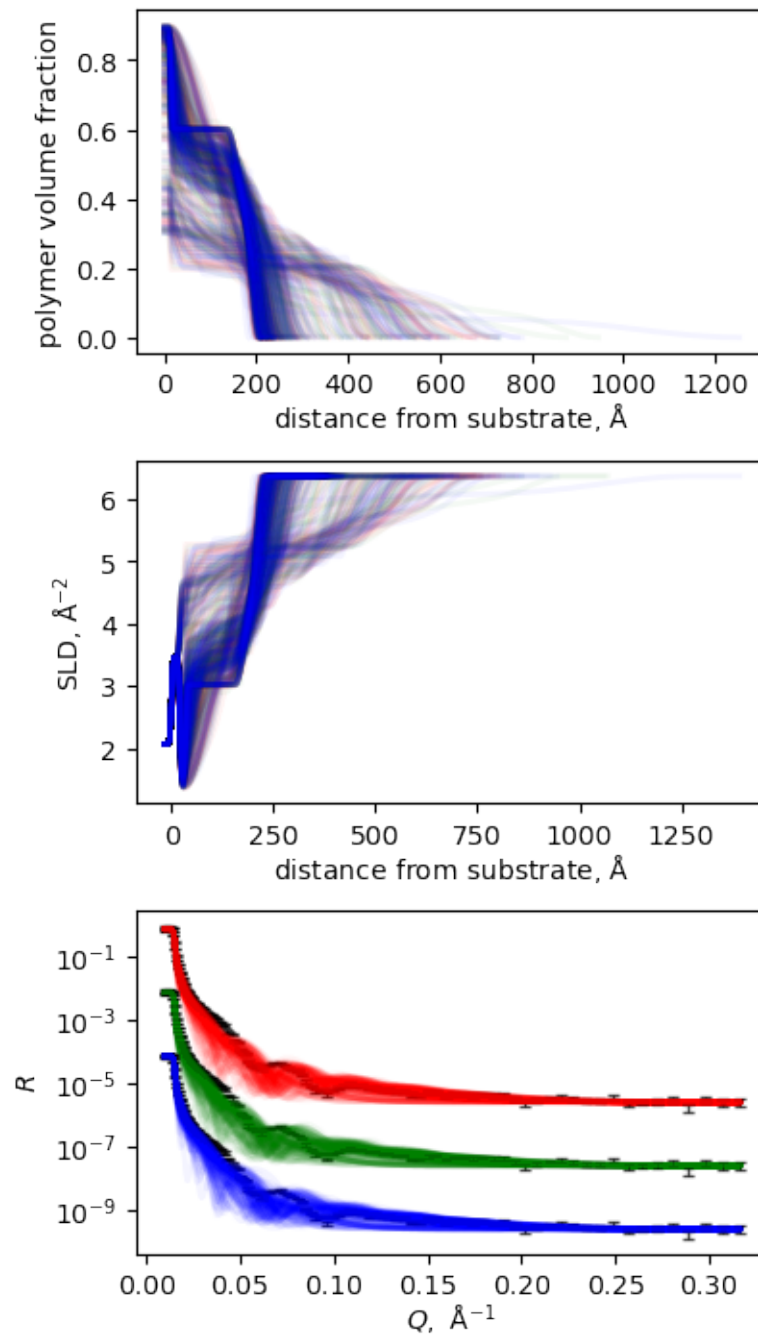 0.8
0.6
0.4
0.2
0.0
polymer volume fraction
0 200 400 600 800 1000 1200
distance from substrate, Å
6
5
4
3
2
SLD, Å⁻²
0 250 500 750 1000 1250
distance from substrate, Å
10⁻¹
10⁻³
10⁻⁵
10⁻⁷
10⁻⁹
R
0.00 0.05 0.10 0.15 0.20 0.25 0.30
Q, Å⁻¹